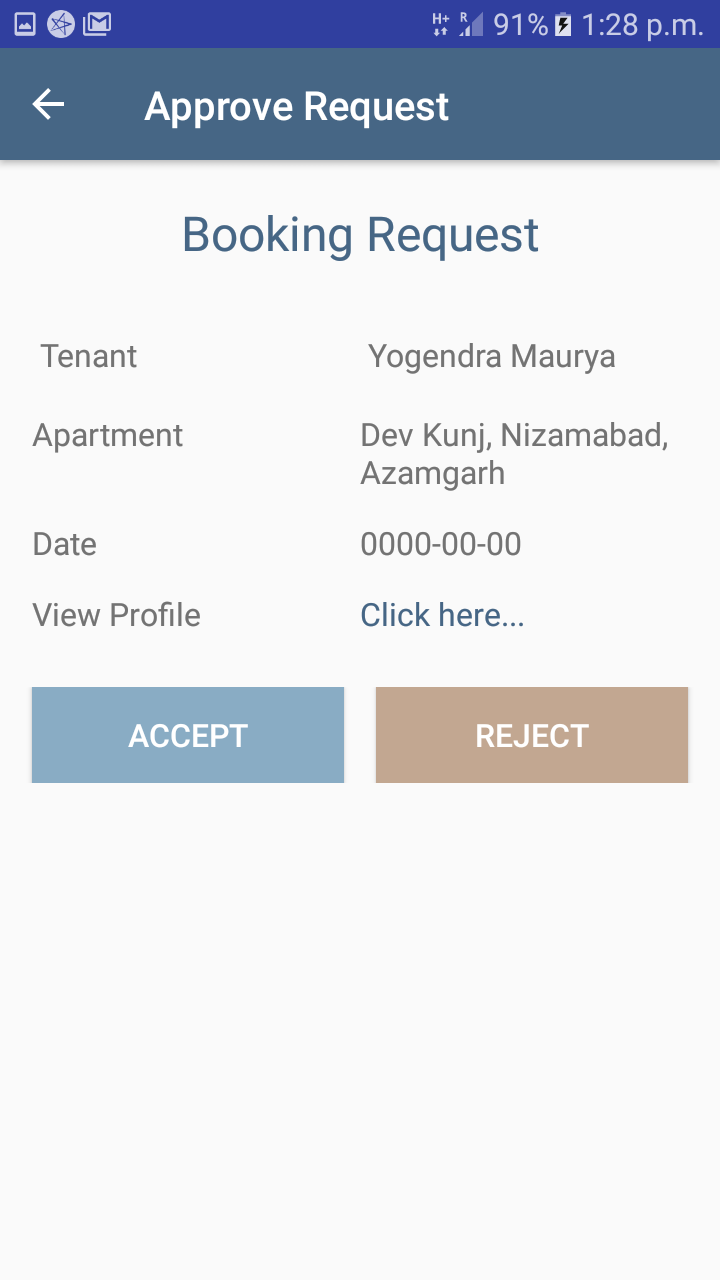 H+ R 91% 1:28 p.m.
Approve Request
Booking Request
Tenant Yogendra Maurya
Apartment Dev Kunj, Nizamabad,
Azamgarh
Date 0000-00-00
View Profile Click here...
ACCEPT REJECT